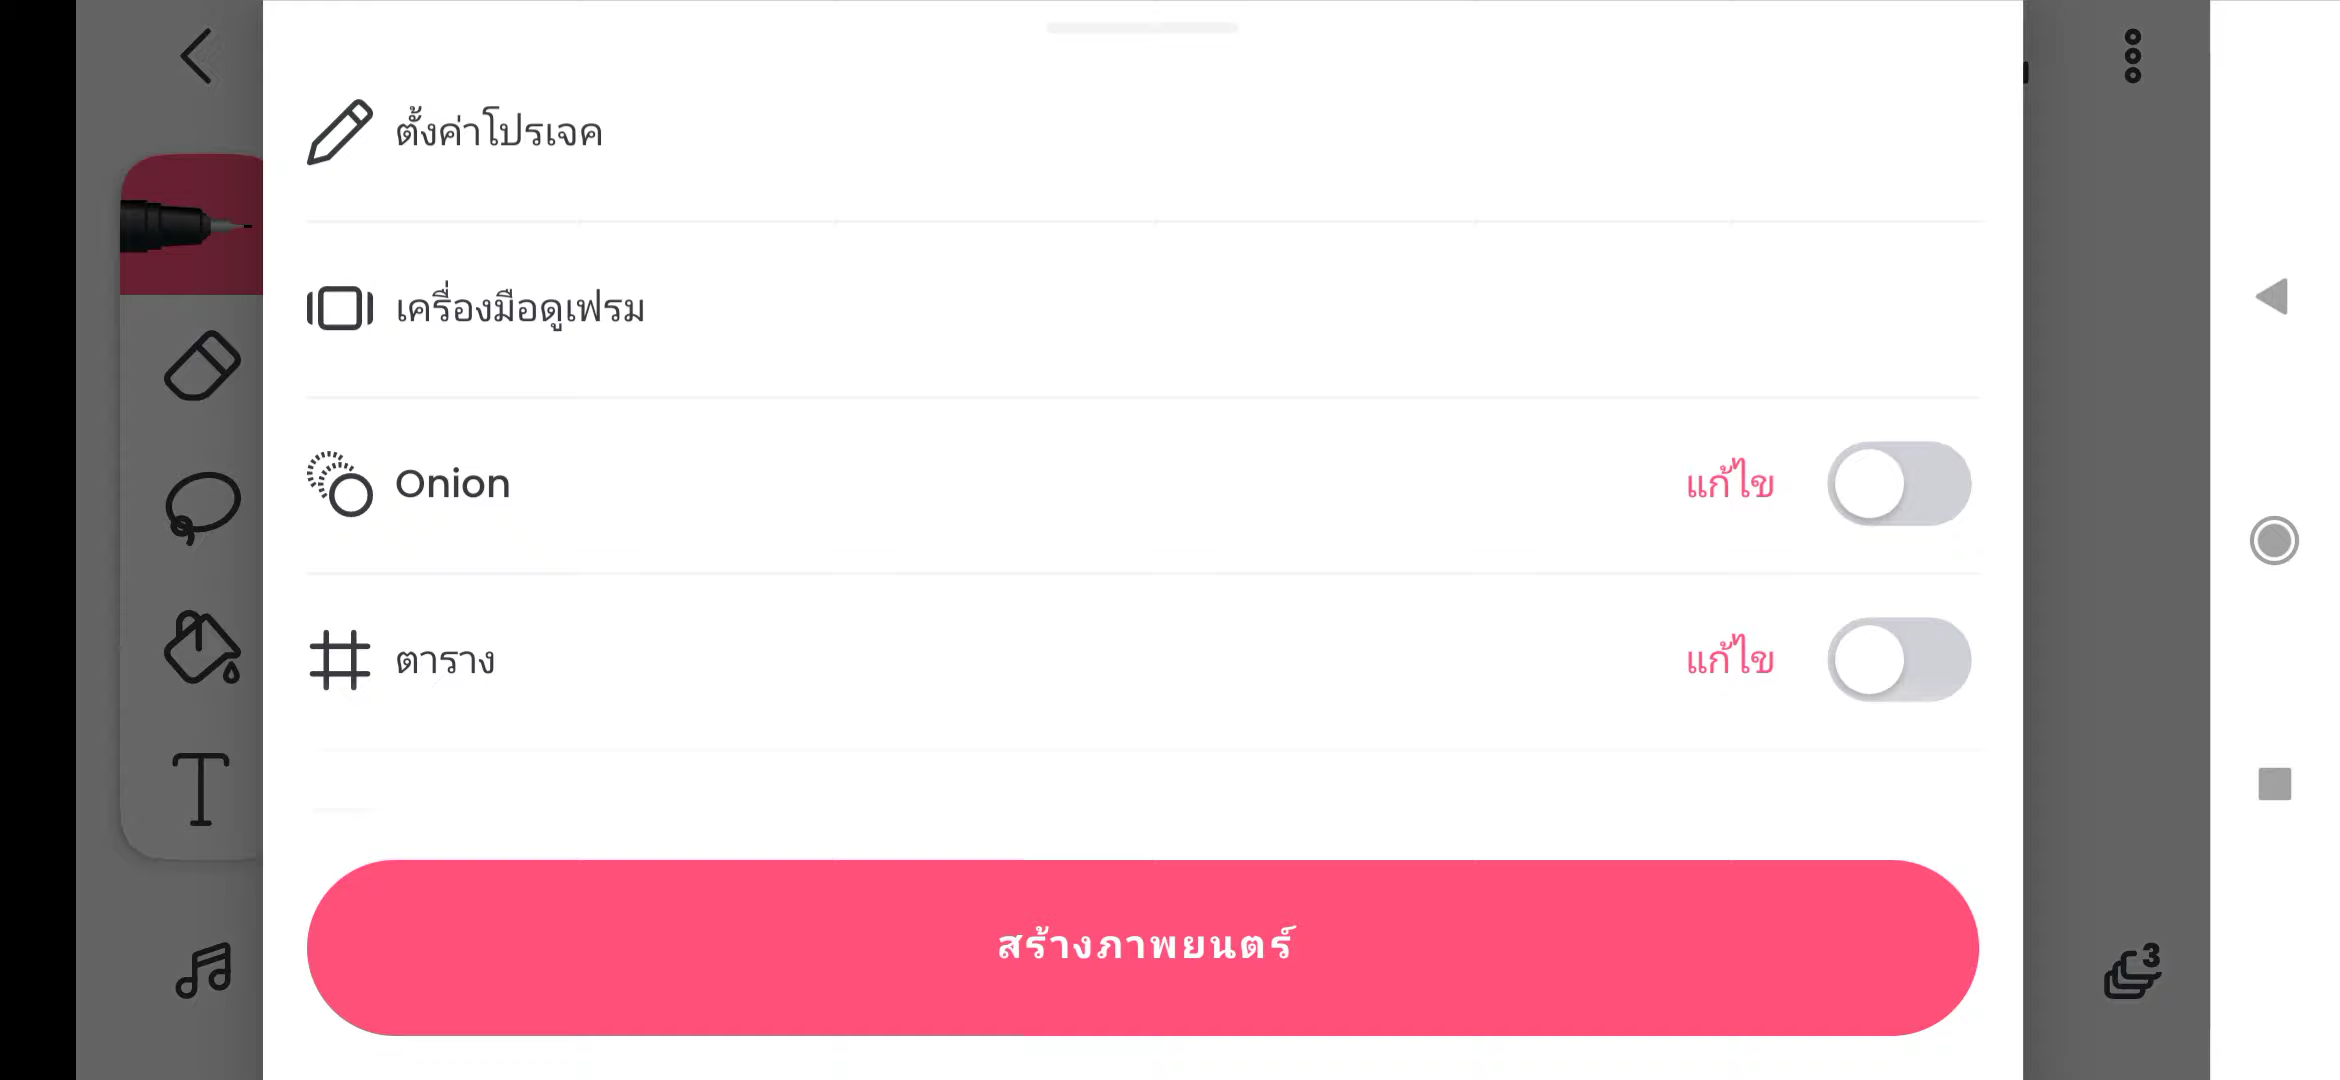 ตั้งค่าโปรเจค
เครื่องมือดูเฟรม
Onion แก้ไข
ตาราง แก้ไข
สร้างภาพยนตร์
3